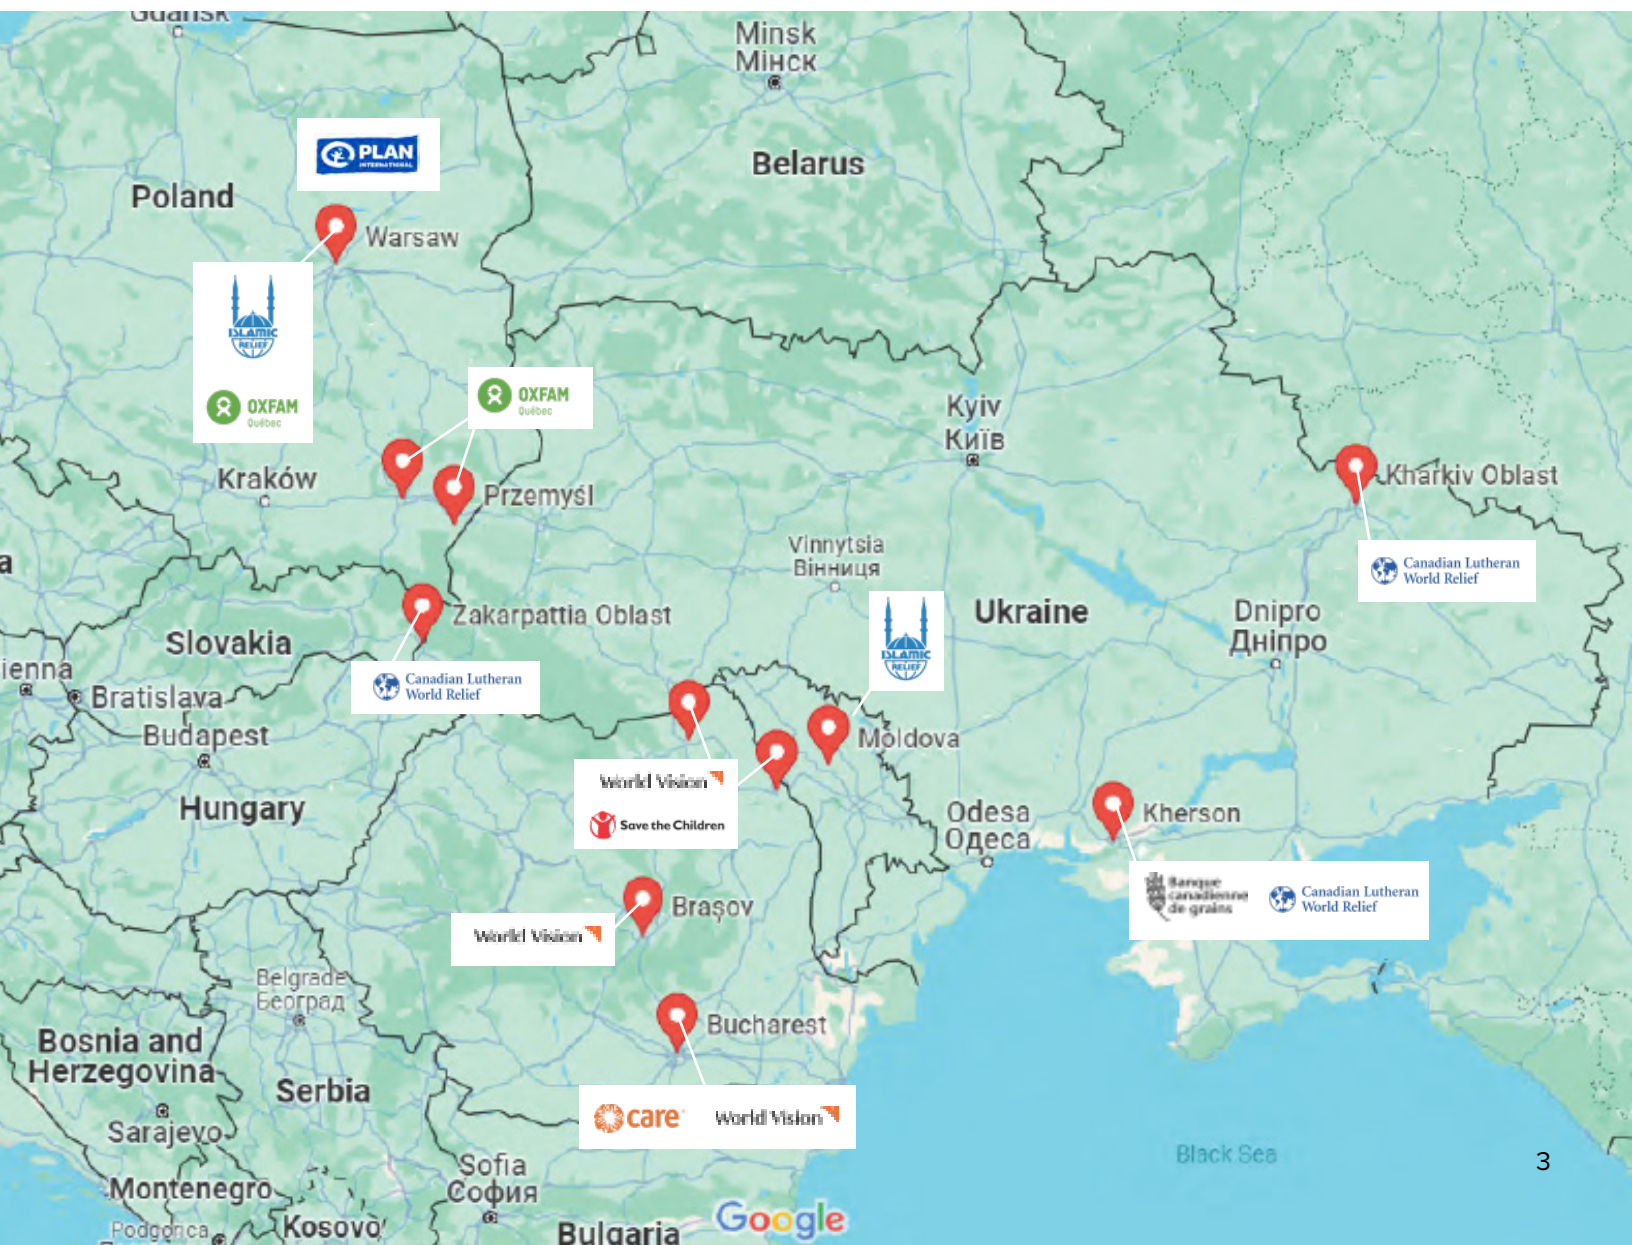 Gdańsk
Minsk
Мінск
PLAN
INTERNATIONAL
Belarus
Poland
Warsaw
ISLAMIC
RELIEF
OXFAM
Québec
OXFAM
Québec
Kyiv
Київ
Kraków
Przemyśl
Kharkiv Oblast
Vinnytsia
Вінниця
Canadian Lutheran
World Relief
Zakarpattia Oblast
ISLAMIC
RELIEF
Ukraine
Dnipro
Дніпро
Slovakia
ienna
Canadian Lutheran
World Relief
Bratislava
Budapest
Moldova
World Vision
Save the Children
Hungary
Odesa
Одеса
Kherson
Banque
canadienne
de grains
Canadian Lutheran
World Relief
Brașov
World Vision
Belgrade
Београд
Bucharest
Bosnia and
Herzegovina
Serbia
care
World Vision
Sarajevo
Black Sea
3
Sofia
София
Montenegro
Podgorica
Kosovo
Bulgaria
Google
a